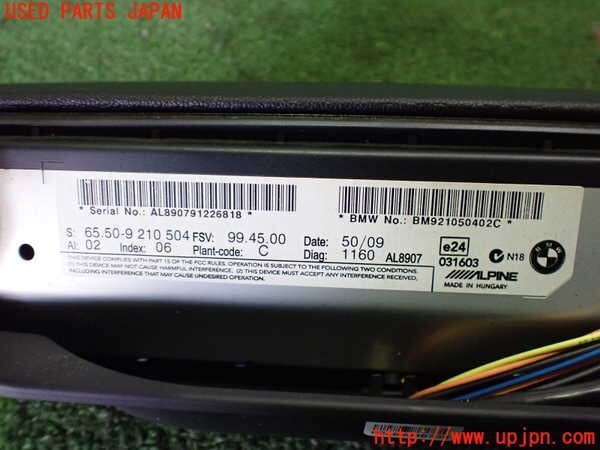 USED PARTS JAPAN
* Serial No.: AL890791226818 *
* BMW No.: BM921050402C *
S: 65.50-9 210 504 FSV: 99.45.00 Date: 50/09
AI: 02 Index: 06 Plant-code: C Diag: 1160 AL8907
e24
031603
N18
BMW
ALPINE
MADE IN HUNGARY
THIS DEVICE COMPLIES WITH PART 15 OF THE FCC RULES. OPERATION IS SUBJECT TO THE FOLLOWING TWO CONDITIONS: (1) THIS DEVICE
MAY NOT CAUSE HARMFUL INTERFERENCE, (2) THIS DEVICE MUST ACCEPT ANY INTERFERENCE RECEIVED, INCLUDING INTERFERENCE THAT
MAY CAUSE UNDESIRED OPERATION.
http://www.upjpn.com/